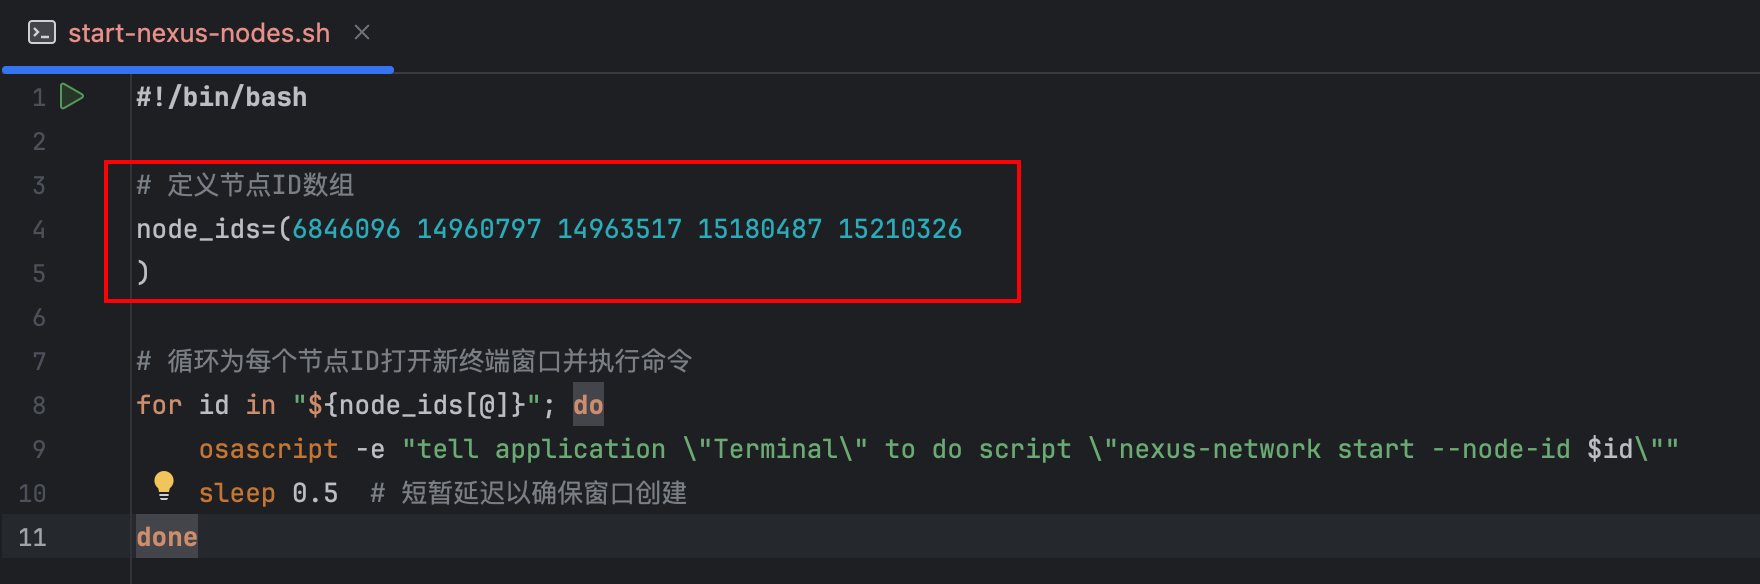 start-nexus-nodes.sh
1 #!/bin/bash
2
3 # 定义节点ID数组
4 node_ids=(6846096 14960797 14963517 15180487 15210326
5 )
6
7 # 循环为每个节点ID打开新终端窗口并执行命令
8 for id in "${node_ids[@]}"; do
9     osascript -e "tell application \"Terminal\" to do script \"nexus-network start --node-id $id\""
10     sleep 0.5  # 短暂延迟以确保窗口创建
11 done